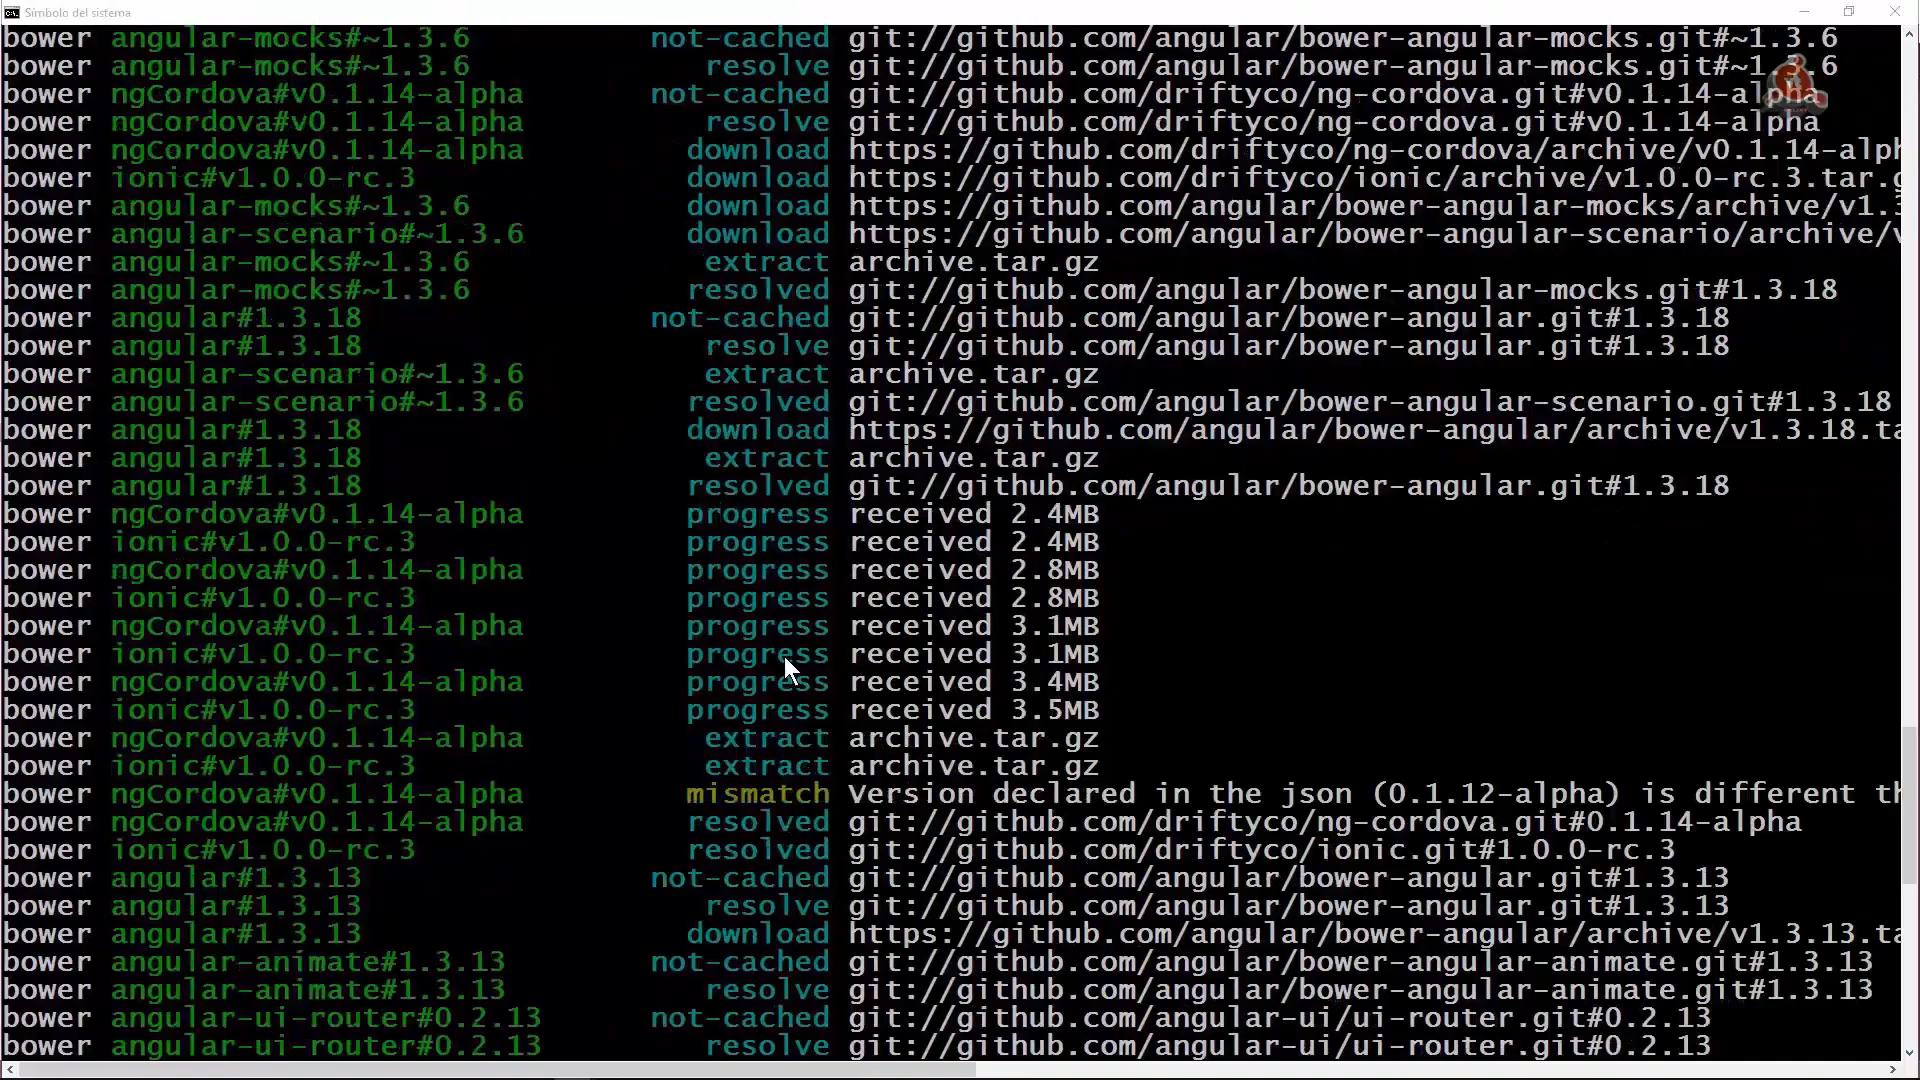 Símbolo del sistema
bower angular-mocks#~1.3.6 not-cached git://github.com/angular/bower-angular-mocks.git#~1.3.6
bower angular-mocks#~1.3.6 resolve git://github.com/angular/bower-angular-mocks.git#~1.3.6
bower ngCordova#v0.1.14-alpha not-cached git://github.com/driftyco/ng-cordova.git#v0.1.14-alpha
bower ngCordova#v0.1.14-alpha resolve git://github.com/driftyco/ng-cordova.git#v0.1.14-alpha
bower ngCordova#v0.1.14-alpha download https://github.com/driftyco/ng-cordova/archive/v0.1.14-alph
bower ionic#v1.0.0-rc.3 download https://github.com/driftyco/ionic/archive/v1.0.0-rc.3.tar.g
bower angular-mocks#~1.3.6 download https://github.com/angular/bower-angular-mocks/archive/v1.3
bower angular-scenario#~1.3.6 download https://github.com/angular/bower-angular-scenario/archive/v
bower angular-mocks#~1.3.6 extract archive.tar.gz
bower angular-mocks#~1.3.6 resolved git://github.com/angular/bower-angular-mocks.git#1.3.18
bower angular#1.3.18 not-cached git://github.com/angular/bower-angular.git#1.3.18
bower angular#1.3.18 resolve git://github.com/angular/bower-angular.git#1.3.18
bower angular-scenario#~1.3.6 extract archive.tar.gz
bower angular-scenario#~1.3.6 resolved git://github.com/angular/bower-angular-scenario.git#1.3.18
bower angular#1.3.18 download https://github.com/angular/bower-angular/archive/v1.3.18.ta
bower angular#1.3.18 extract archive.tar.gz
bower angular#1.3.18 resolved git://github.com/angular/bower-angular.git#1.3.18
bower ngCordova#v0.1.14-alpha progress received 2.4MB
bower ionic#v1.0.0-rc.3 progress received 2.4MB
bower ngCordova#v0.1.14-alpha progress received 2.8MB
bower ionic#v1.0.0-rc.3 progress received 2.8MB
bower ngCordova#v0.1.14-alpha progress received 3.1MB
bower ionic#v1.0.0-rc.3 progress received 3.1MB
bower ngCordova#v0.1.14-alpha progress received 3.4MB
bower ionic#v1.0.0-rc.3 progress received 3.5MB
bower ngCordova#v0.1.14-alpha extract archive.tar.gz
bower ionic#v1.0.0-rc.3 extract archive.tar.gz
bower ngCordova#v0.1.14-alpha mismatch Version declared in the json (0.1.12-alpha) is different th
bower ngCordova#v0.1.14-alpha resolved git://github.com/driftyco/ng-cordova.git#0.1.14-alpha
bower ionic#v1.0.0-rc.3 resolved git://github.com/driftyco/ionic.git#1.0.0-rc.3
bower angular#1.3.13 not-cached git://github.com/angular/bower-angular.git#1.3.13
bower angular#1.3.13 resolve git://github.com/angular/bower-angular.git#1.3.13
bower angular#1.3.13 download https://github.com/angular/bower-angular/archive/v1.3.13.ta
bower angular-animate#1.3.13 not-cached git://github.com/angular/bower-angular-animate.git#1.3.13
bower angular-animate#1.3.13 resolve git://github.com/angular/bower-angular-animate.git#1.3.13
bower angular-ui-router#0.2.13 not-cached git://github.com/angular-ui/ui-router.git#0.2.13
bower angular-ui-router#0.2.13 resolve git://github.com/angular-ui/ui-router.git#0.2.13